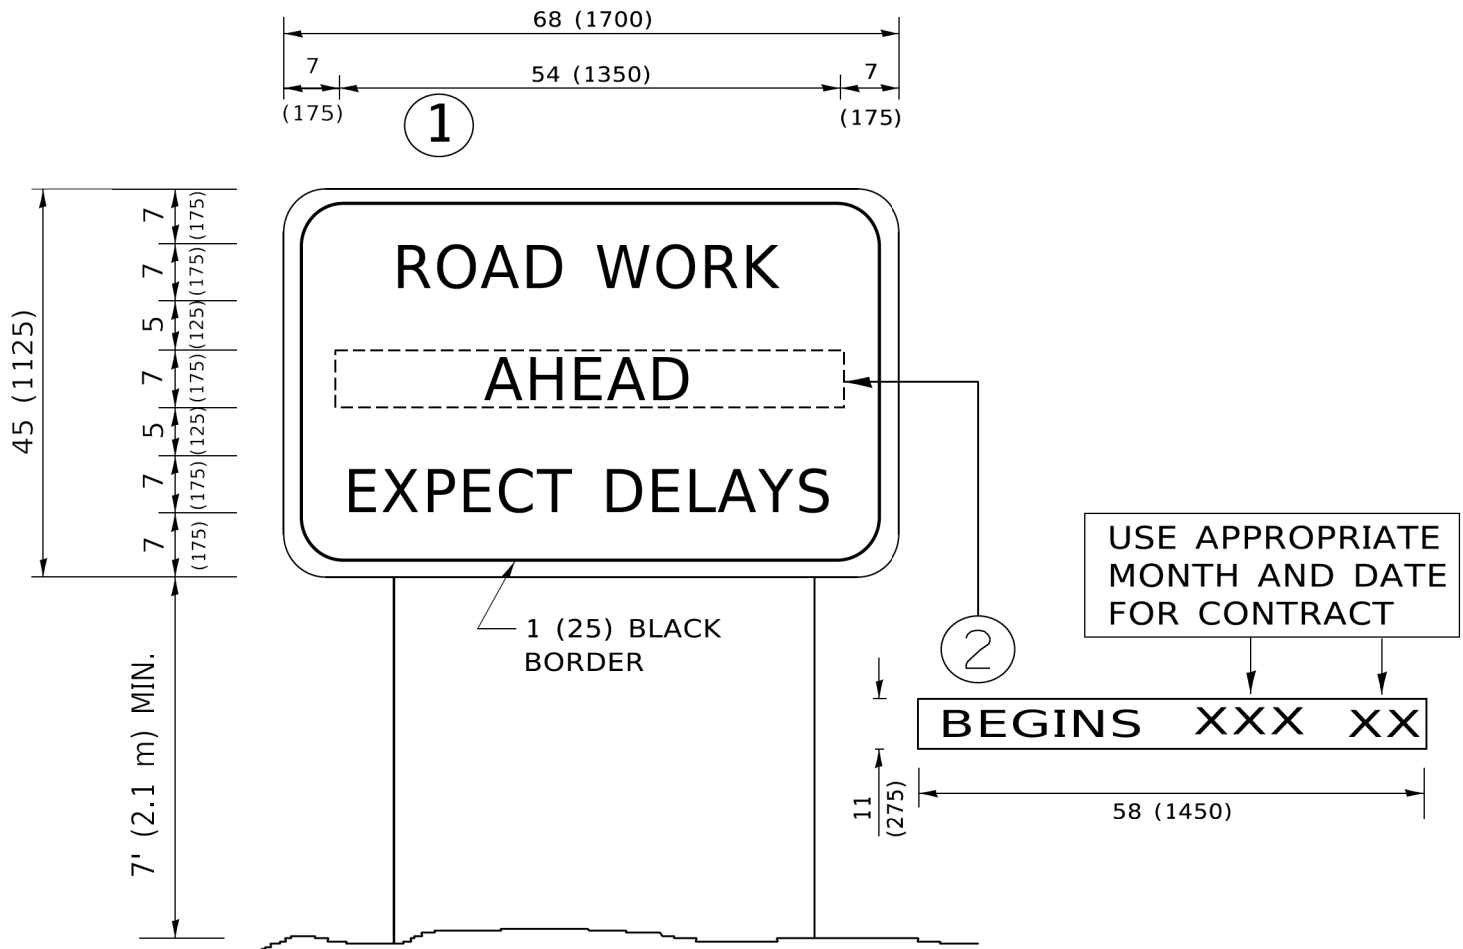 68 (1700)
7
54 (1350)
7
(175)
(175)
1
7
(175)
7
(175)
5
(125)
7
(175)
5
(125)
7
(175)
7
(175)
45 (1125)
ROAD WORK
AHEAD
EXPECT DELAYS
1 (25) BLACK
BORDER
7' (2.1 m) MIN.
USE APPROPRIATE
MONTH AND DATE
FOR CONTRACT
2
BEGINS XXX XX
11
(275)
58 (1450)